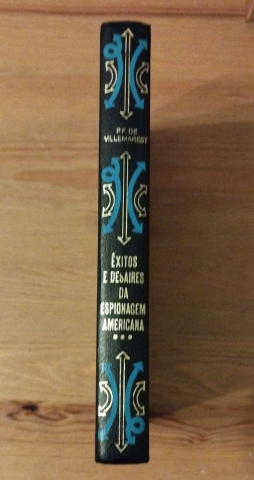 P.F. DE
VILLEMAREST
ÊXITOS
E DESAIRES
DA
ESPIONAGEM
AMERICANA